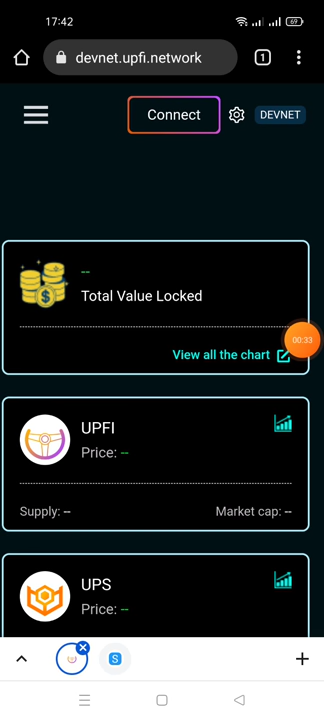 17:42
69
devnet.upfi.network
1
Connect
DEVNET
--
Total Value Locked
00:33
View all the chart
UPFI
Price: --
Supply: --
Market cap: --
UPS
Price: --
S